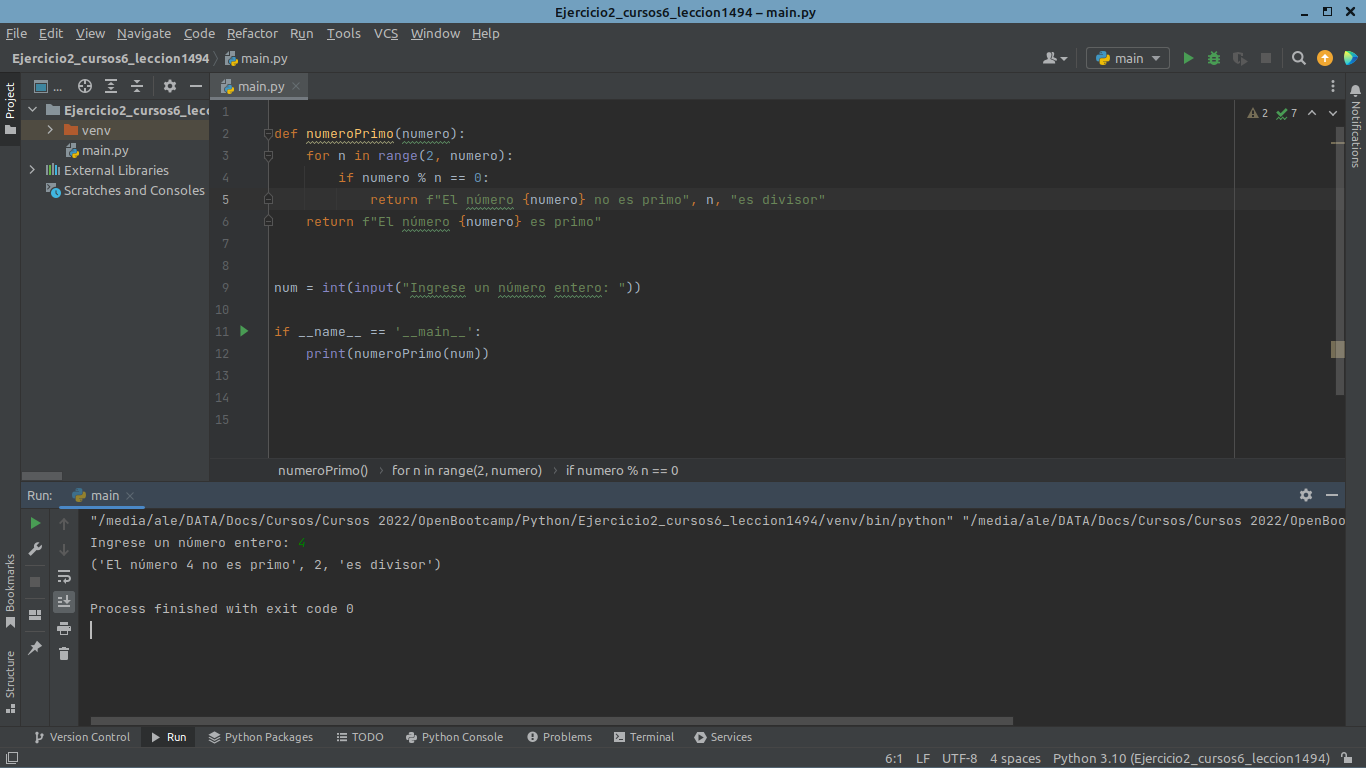 Ejercicio2_cursos6_leccion1494 – main.py
File Edit View Navigate Code Refactor Run Tools VCS Window Help
Ejercicio2_cursos6_leccion1494 main.py
main
Project
...
main.py
Ejercicio2_cursos6_lecc
venv
main.py
External Libraries
Scratches and Consoles
2 7
1
2 def numeroPrimo(numero):
3 for n in range(2, numero):
4 if numero % n == 0:
5 return f"El número {numero} no es primo", n, "es divisor"
6 return f"El número {numero} es primo"
7
8
9 num = int(input("Ingrese un número entero: "))
10
11 if __name__ == '__main__':
12 print(numeroPrimo(num))
13
14
15
Notifications
numeroPrimo() for n in range(2, numero) if numero % n == 0
Run: main
"/media/ale/DATA/Docs/Cursos/Cursos 2022/OpenBootcamp/Python/Ejercicio2_cursos6_leccion1494/venv/bin/python" "/media/ale/DATA/Docs/Cursos/Cursos 2022/OpenBoo
Ingrese un número entero: 4
('El número 4 no es primo', 2, 'es divisor')
Process finished with exit code 0
Bookmarks
Structure
Version Control Run Python Packages TODO Python Console Problems Terminal Services
6:1 LF UTF-8 4 spaces Python 3.10 (Ejercicio2_cursos6_leccion1494)